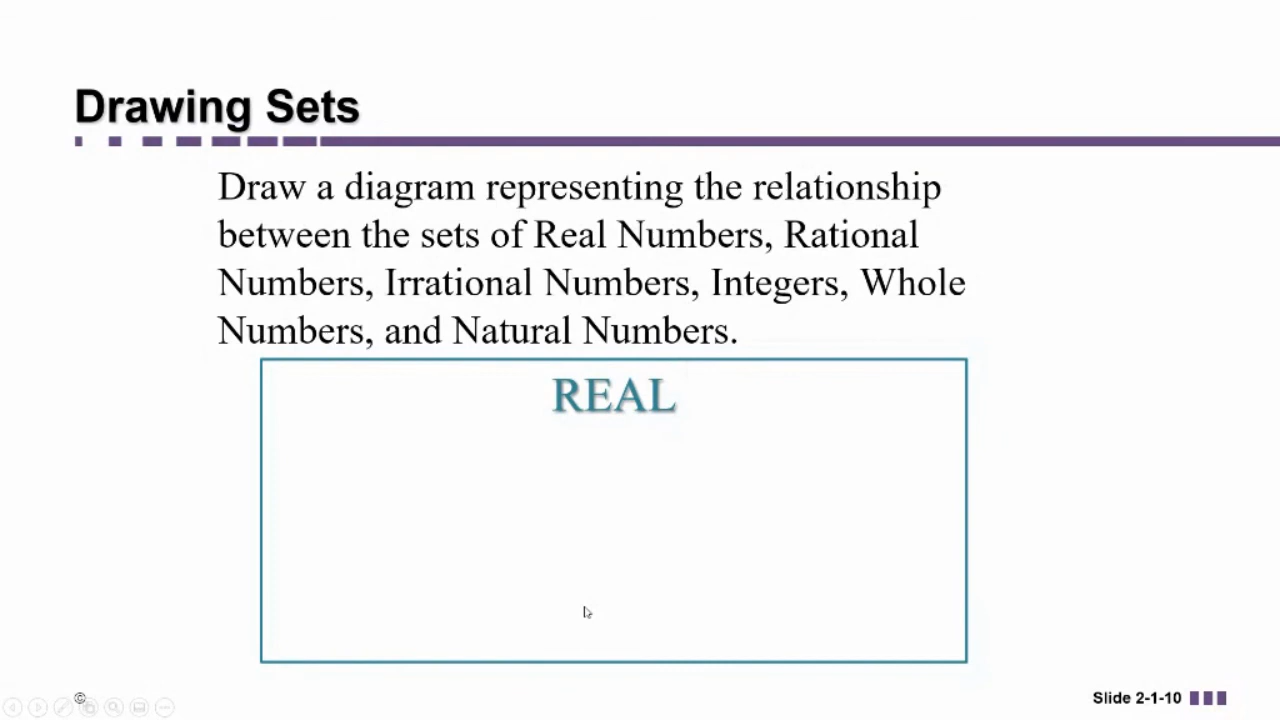 Drawing Sets
Draw a diagram representing the relationship
between the sets of Real Numbers, Rational
Numbers, Irrational Numbers, Integers, Whole
Numbers, and Natural Numbers.
REAL
©
Slide 2-1-10